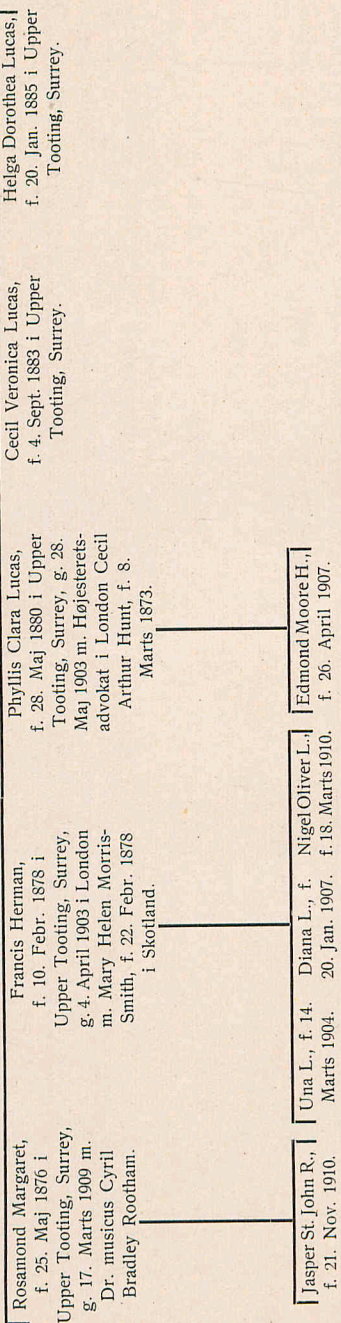 Rosamond Margaret,
f. 25. Maj 1876 i
Upper Tooting, Surrey,
g. 17. Marts 1909 m.
Dr. musicus Cyril
Bradley Rootham.
Francis Herman,
f. 10. Febr. 1878 i
Upper Tooting, Surrey,
g. 4. April 1903 i London
m. Mary Helen Morris-
Smith, f. 22. Febr. 1878
i Skotland.
Phyllis Clara Lucas,
f. 28. Maj 1880 i Upper
Tooting, Surrey, g. 28.
Maj 1903 m. Højesterets-
advokat i London Cecil
Arthur Hunt, f. 8.
Marts 1873.
Cecil Veronica Lucas,
f. 4. Sept. 1883 i Upper
Tooting, Surrey.
Helga Dorothea Lucas,
f. 20. Jan. 1885 i Upper
Tooting, Surrey.
Jasper St. John R.,
f. 21. Nov. 1910.
Una L., f. 14.
Marts 1904.
Diana L., f.
20. Jan. 1907.
Nigel Oliver L.,
f. 18. Marts 1910.
Edmond Moore H.,
f. 26. April 1907.